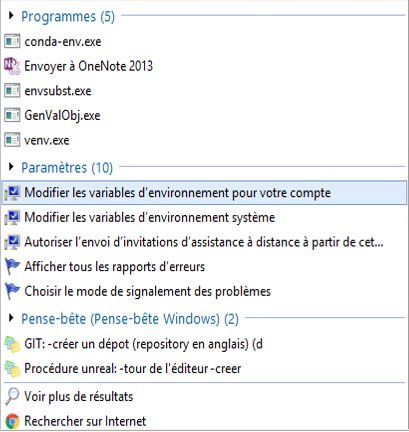 Programmes (5)
conda-env.exe
Envoyer à OneNote 2013
envsubst.exe
GenValObj.exe
venv.exe
Paramètres (10)
Modifier les variables d'environnement pour votre compte
Modifier les variables d'environnement système
Autoriser l'envoi d'invitations d'assistance à distance à partir de cet...
Afficher tous les rapports d'erreurs
Choisir le mode de signalement des problèmes
Pense-bête (Pense-bête Windows) (2)
GIT: -créer un dépot (repository en anglais) (d
Procédure unreal: -tour de l'éditeur -creer
Voir plus de résultats
Rechercher sur Internet